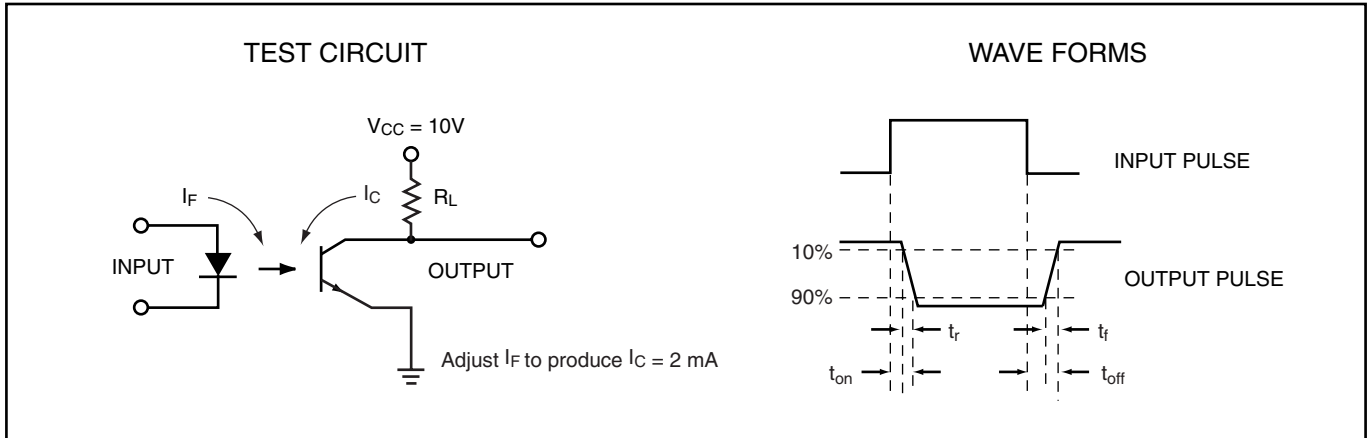 TEST CIRCUIT
VCC = 10V
IF
IC
RL
INPUT
OUTPUT
Adjust IF to produce IC = 2 mA
WAVE FORMS
INPUT PULSE
10%
OUTPUT PULSE
90%
tr
tf
ton
toff